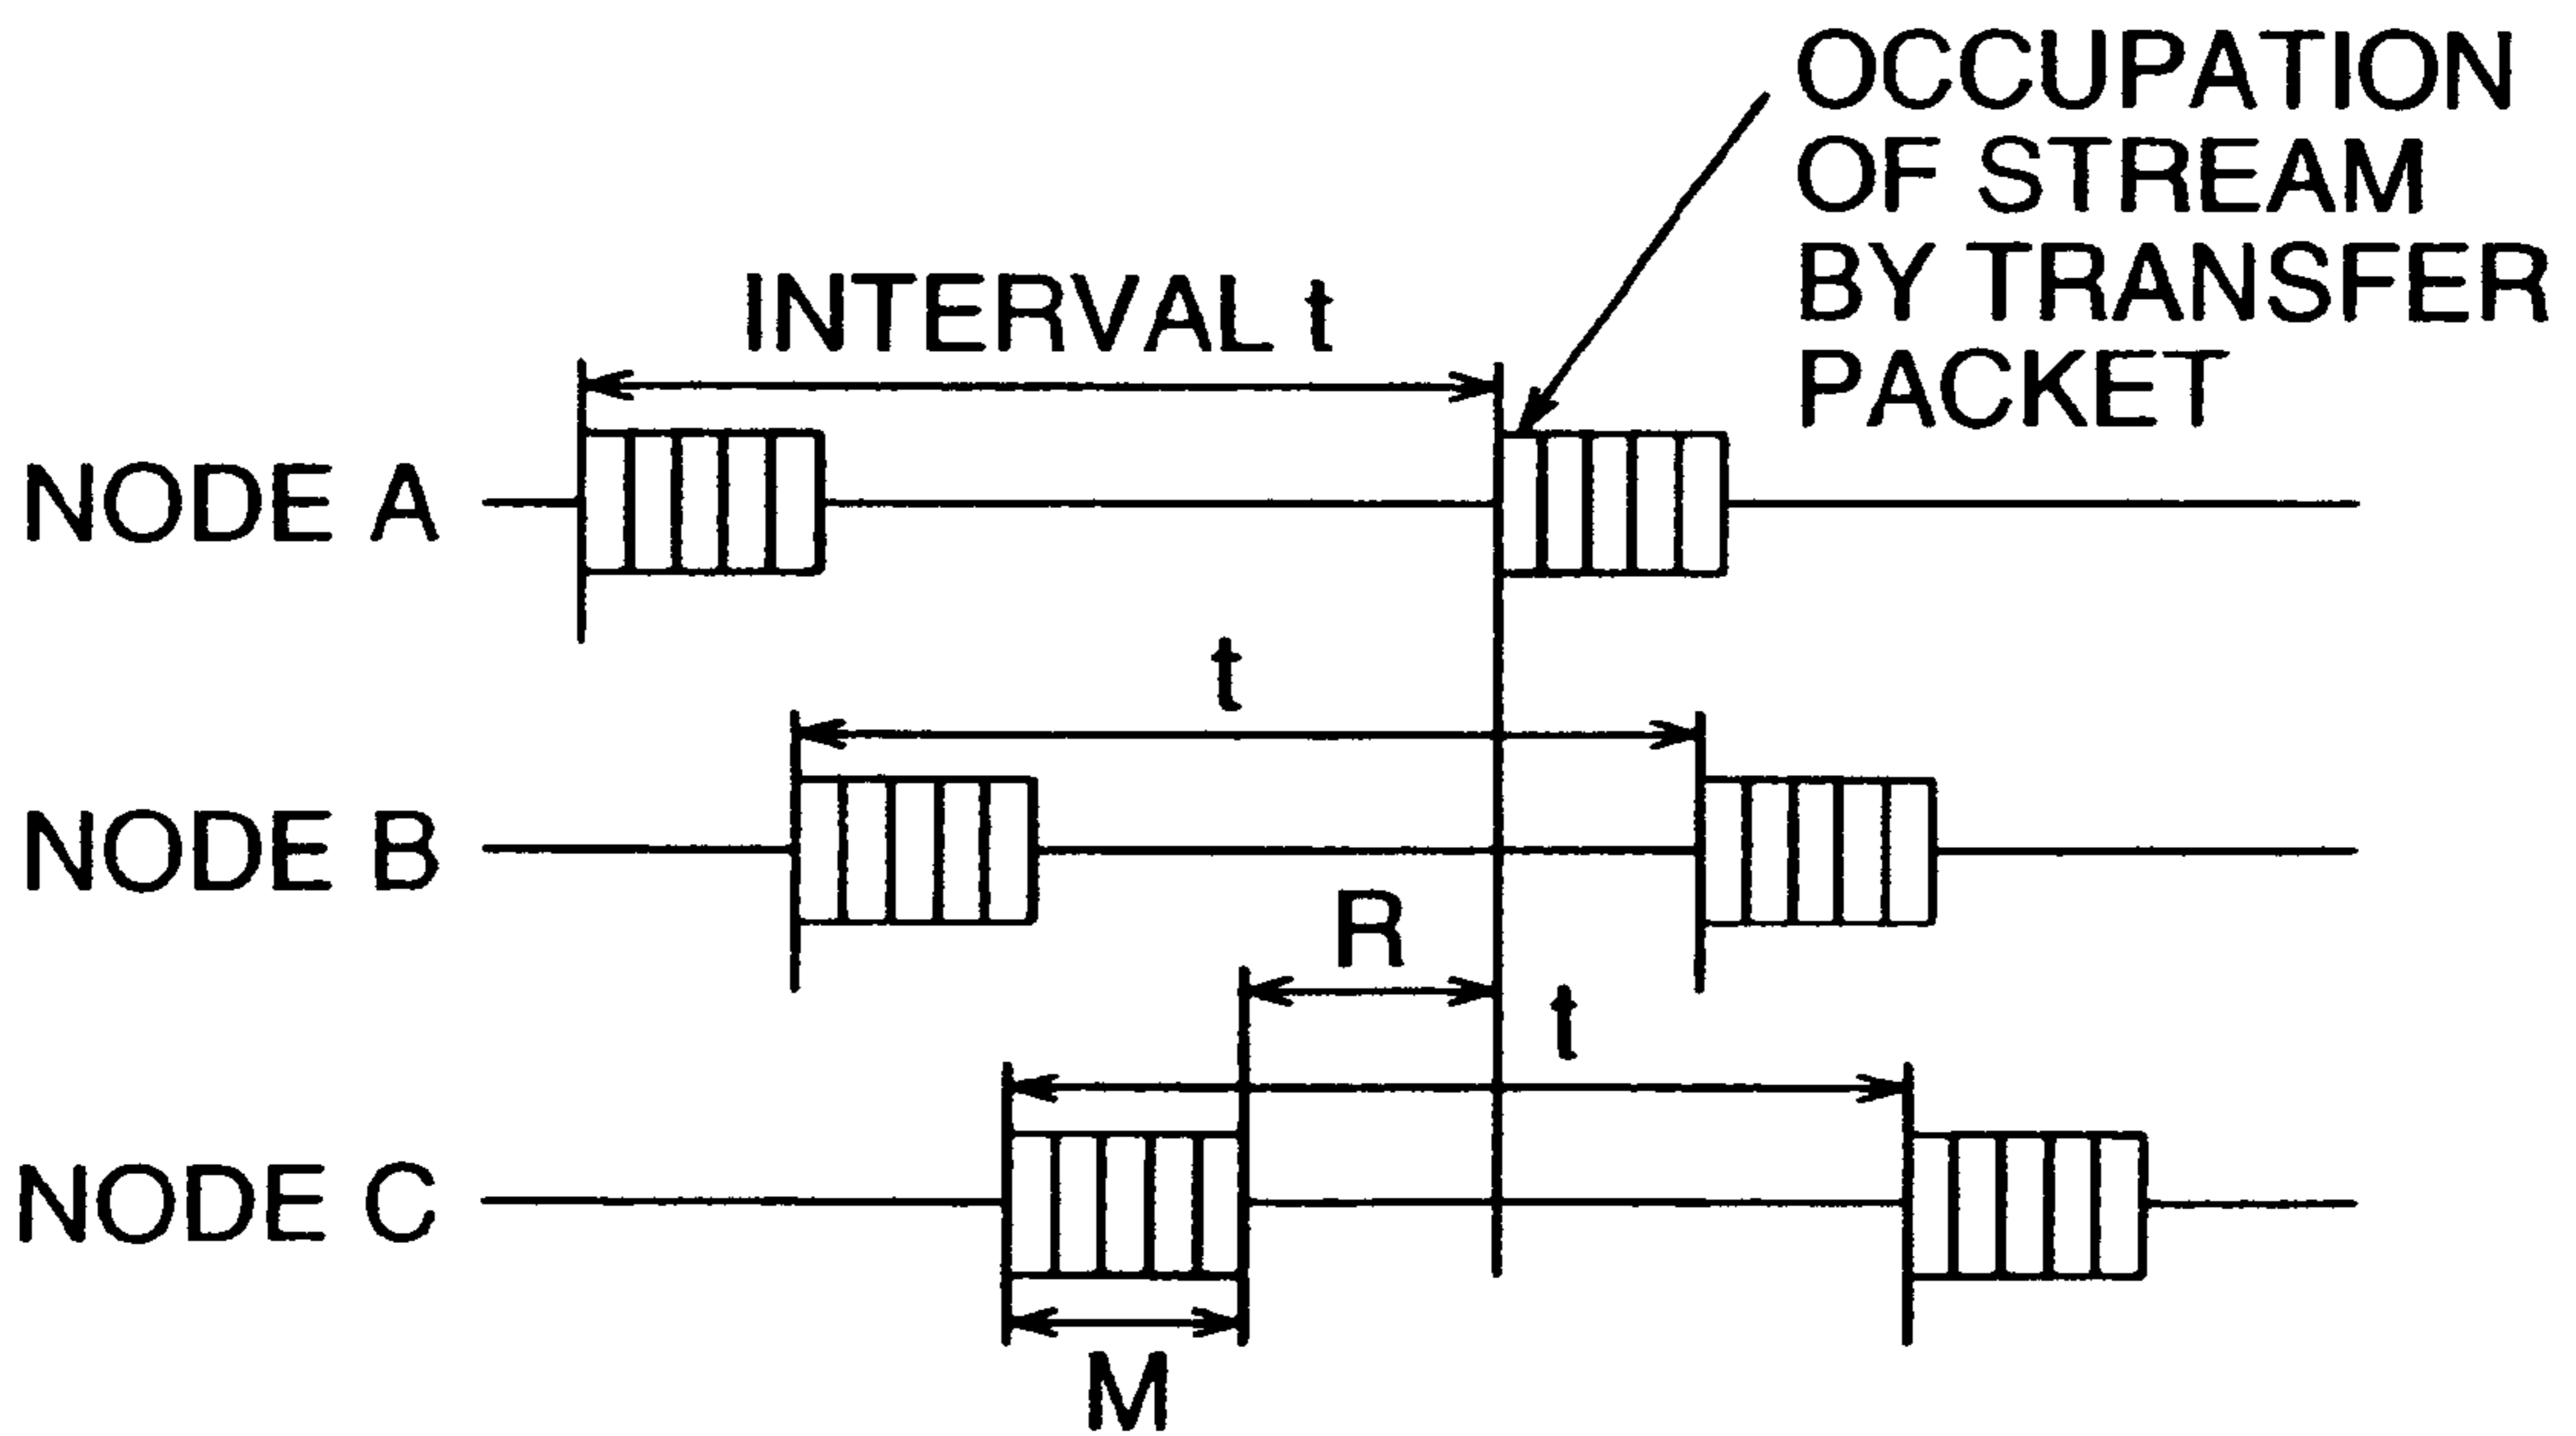 OCCUPATION
OF STREAM
BY TRANSFER
PACKET
INTERVAL t
NODE A
t
NODE B
R
t
NODE C
M